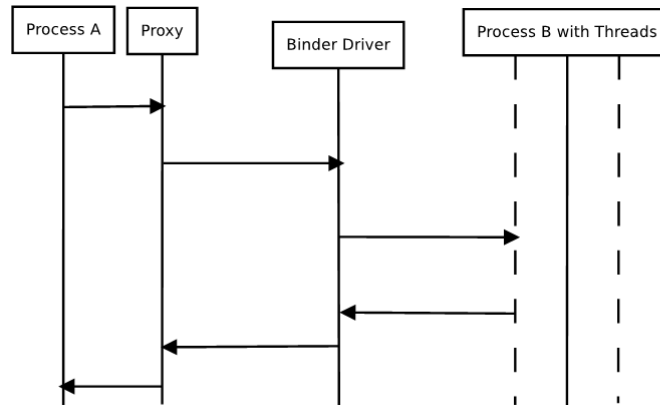 Process A
Proxy
Binder Driver
Process B with Threads